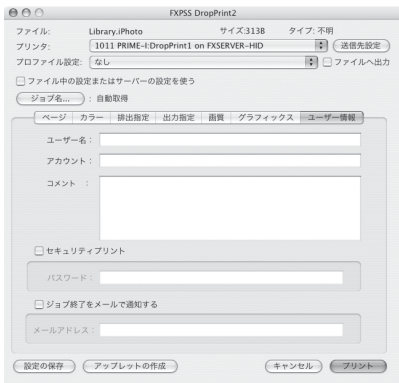 FXPSS DropPrint2
ファイル: Library.iPhoto サイズ:313B タイプ: 不明
プリンタ: 1011 PRIME-I:DropPrint1 on FXSERVER-HID 送信先設定
プロファイル設定: なし ファイルへ出力
ファイル中の設定またはサーバーの設定を使う
ジョブ名... : 自動取得
ページ カラー 排出指定 出力指定 画質 グラフィックス ユーザー情報
ユーザー名:
アカウント:
コメント :
セキュリティプリント
パスワード:
ジョブ終了をメールで通知する
メールアドレス:
設定の保存 アップレットの作成 キャンセル プリント